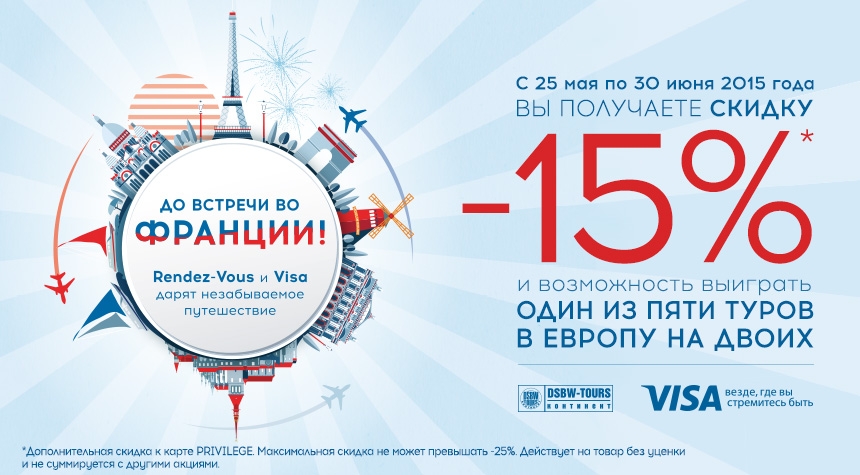 ДО ВСТРЕЧИ ВО
ФРАНЦИИ!
Rendez-Vous и Visa
дарят незабываемое
путешествие
С 25 мая по 30 июня 2015 года
ВЫ ПОЛУЧАЕТЕ СКИДКУ
-15%*
и возможность выиграть
ОДИН ИЗ ПЯТИ ТУРОВ
В ЕВРОПУ НА ДВОИХ
DSBW TOURS
DSBW-TOURS
КОНТИНЕНТ
VISA
везде, где вы
стремитесь быть
*Дополнительная скидка к карте PRIVILEGE. Максимальная скидка не может превышать -25%. Действует на товар без уценки
и не суммируется с другими акциями.